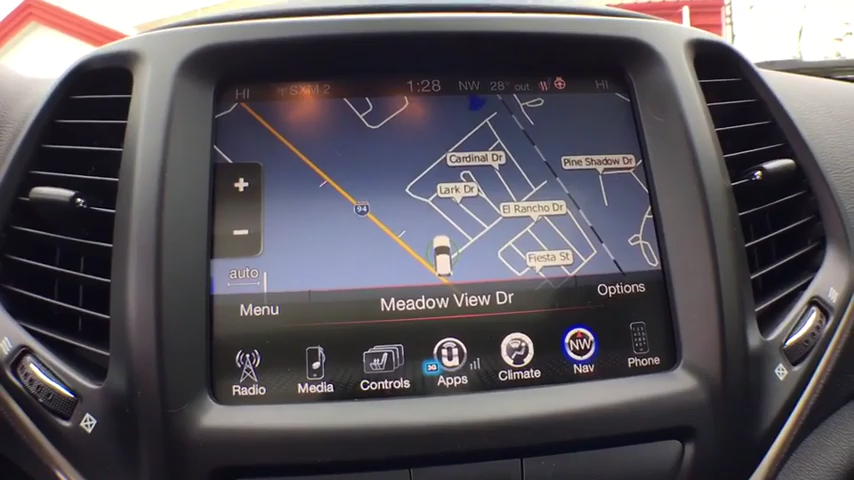 HI SXM 2 1:28 NW 28° out. HI
Cardinal Dr
Pine Shadow Dr
Lark Dr
El Rancho Dr
94
Fiesta St
+
-
auto
Menu
Meadow View Dr
Options
Radio
Media
Controls
3G
Apps
Climate
NW
Nav
Phone